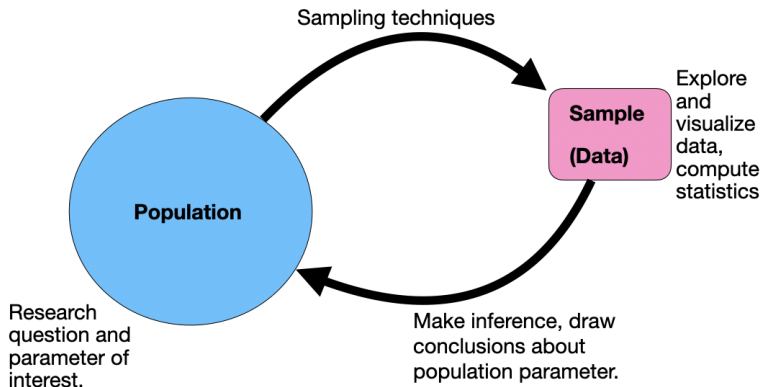 Sampling techniques
Sample
(Data)
Explore
and
visualize
data,
compute
statistics
Population
Research
question and
parameter of
interest.
Make inference, draw
conclusions about
population parameter.